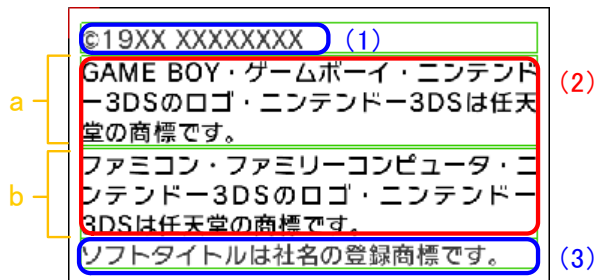 ©19XX XXXXXXXX (1)
GAME BOY・ゲームボーイ・ニンテンド
ー3DSのロゴ・ニンテンドー3DSは任天
堂の商標です。
(2)
a
ファミコン・ファミリーコンピュータ・ニ
ンテンドー3DSのロゴ・ニンテンドー
3DSは任天堂の商標です。
b
ソフトタイトルは社名の登録商標です。 (3)